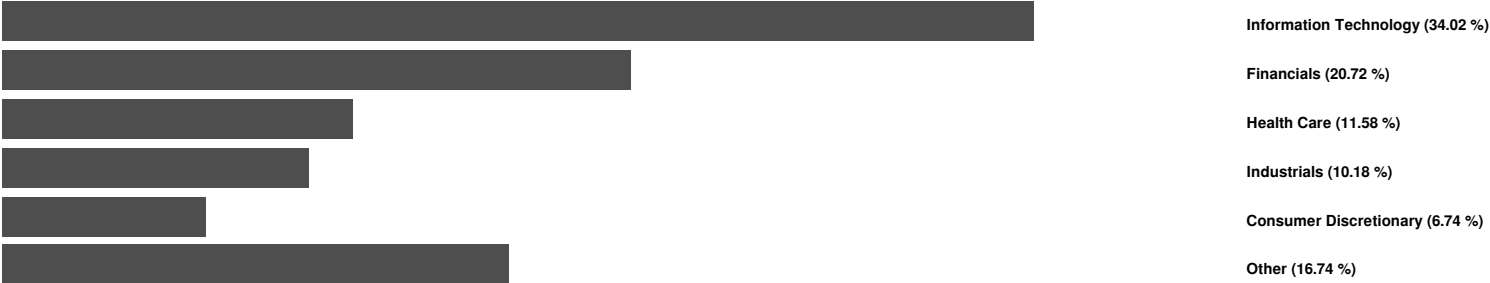 Information Technology (34.02 %)
Financials (20.72 %)
Health Care (11.58 %)
Industrials (10.18 %)
Consumer Discretionary (6.74 %)
Other (16.74 %)